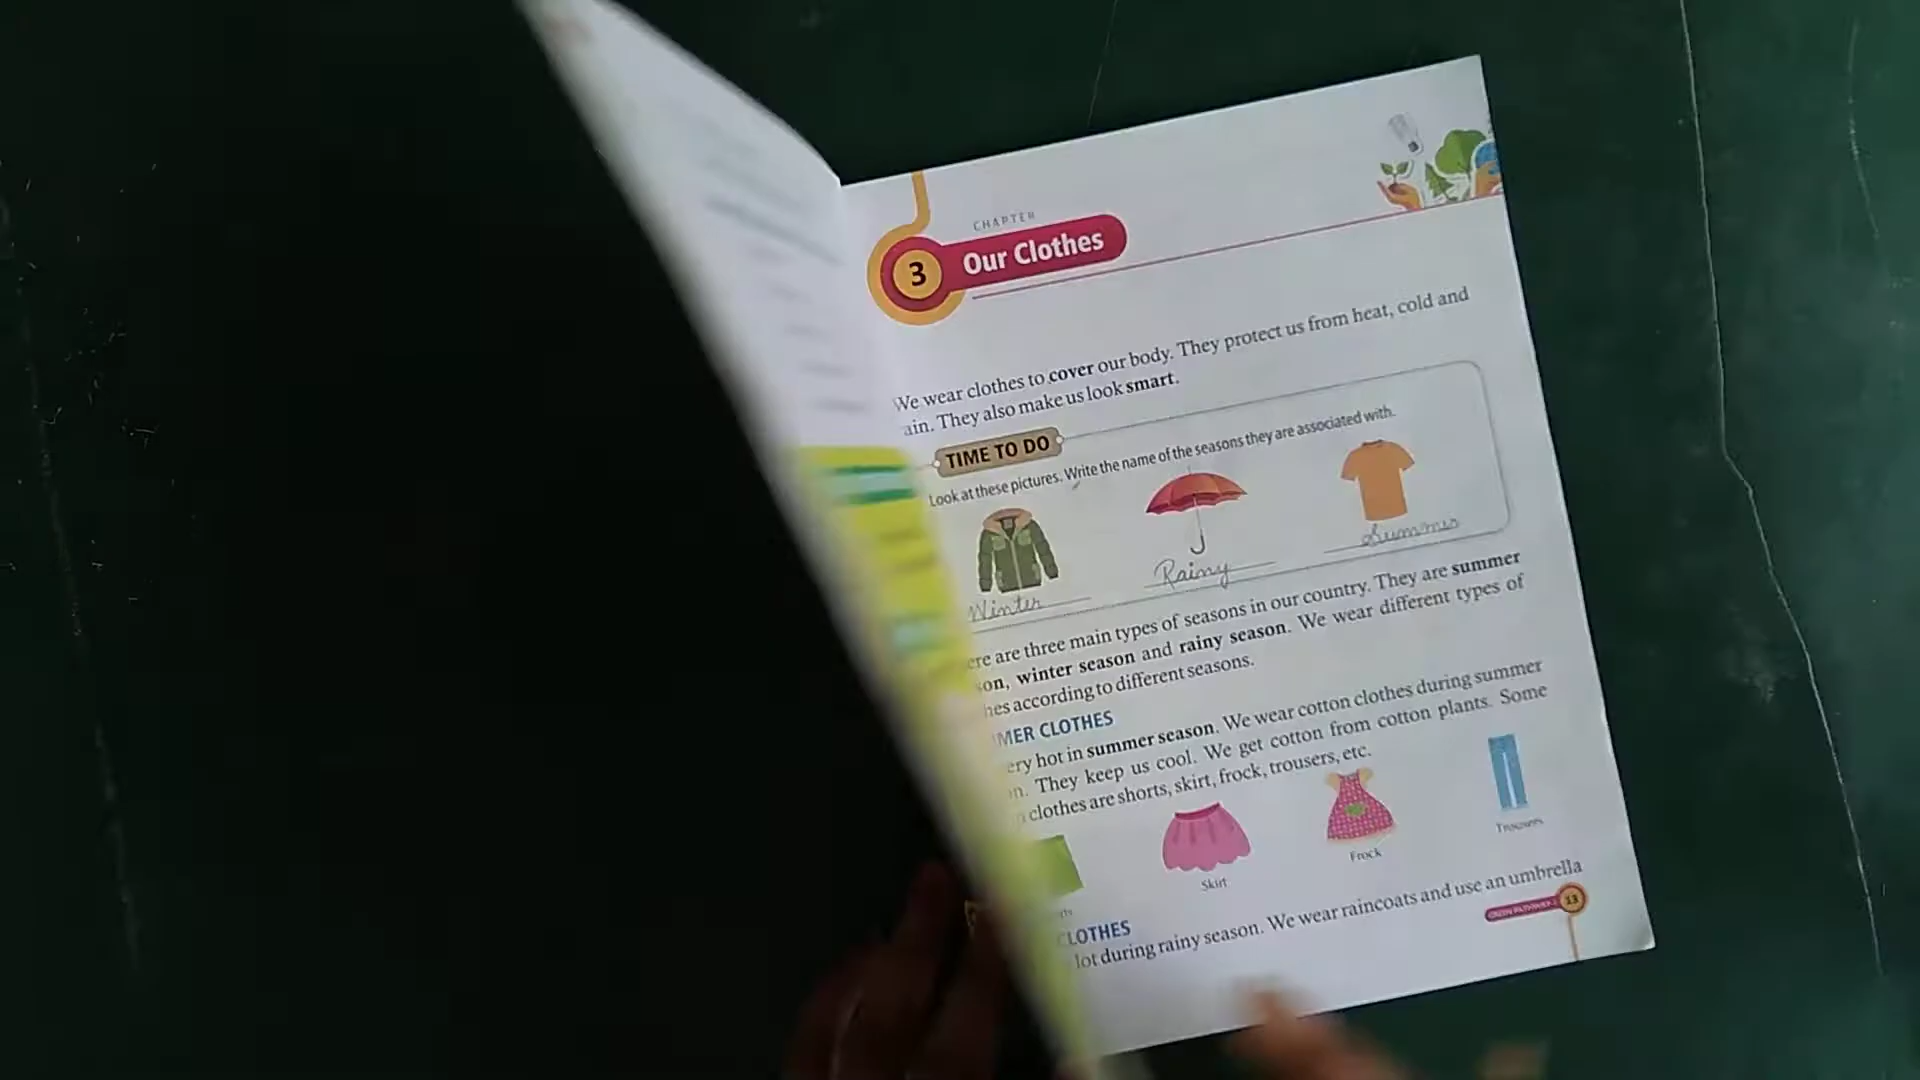 CHAPTER
3 Our Clothes
We wear clothes to cover our body. They protect us from heat, cold and
ain. They also make us look smart.
TIME TO DO
Look at these pictures. Write the name of the seasons they are associated with.
Winter
Rainy
Summer
ere are three main types of seasons in our country. They are summer
on, winter season and rainy season. We wear different types of
hes according to different seasons.
MER CLOTHES
ery hot in summer season. We wear cotton clothes during summer
n. They keep us cool. We get cotton from cotton plants. Some
clothes are shorts, skirt, frock, trousers, etc.
Skirt
Frock
Trousers
CLOTHES
lot during rainy season. We wear raincoats and use an umbrella
13